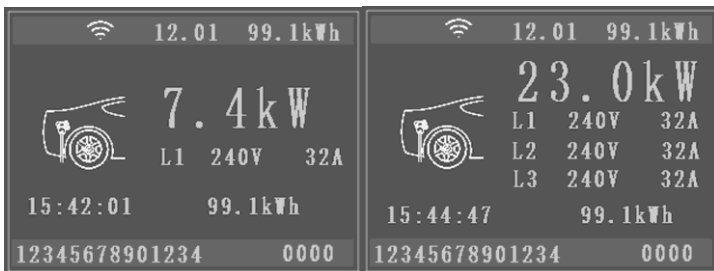 12.01 99.1kWh
7.4kW
L1 240V 32A
15:42:01 99.1kWh
12345678901234 0000
12.01 99.1kWh
23.0kW
L1 240V 32A
L2 240V 32A
L3 240V 32A
15:44:47 99.1kWh
12345678901234 0000